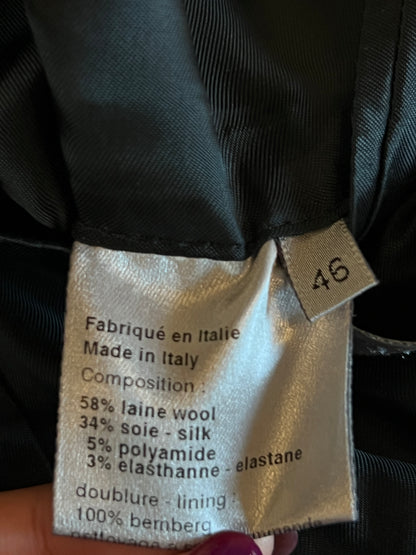 46
Fabriqué en Italie
Made in Italy
Composition :
58% laine wool
34% soie - silk
5% polyamide
3% elasthanne - elastane
doublure - lining :
100% bemberg